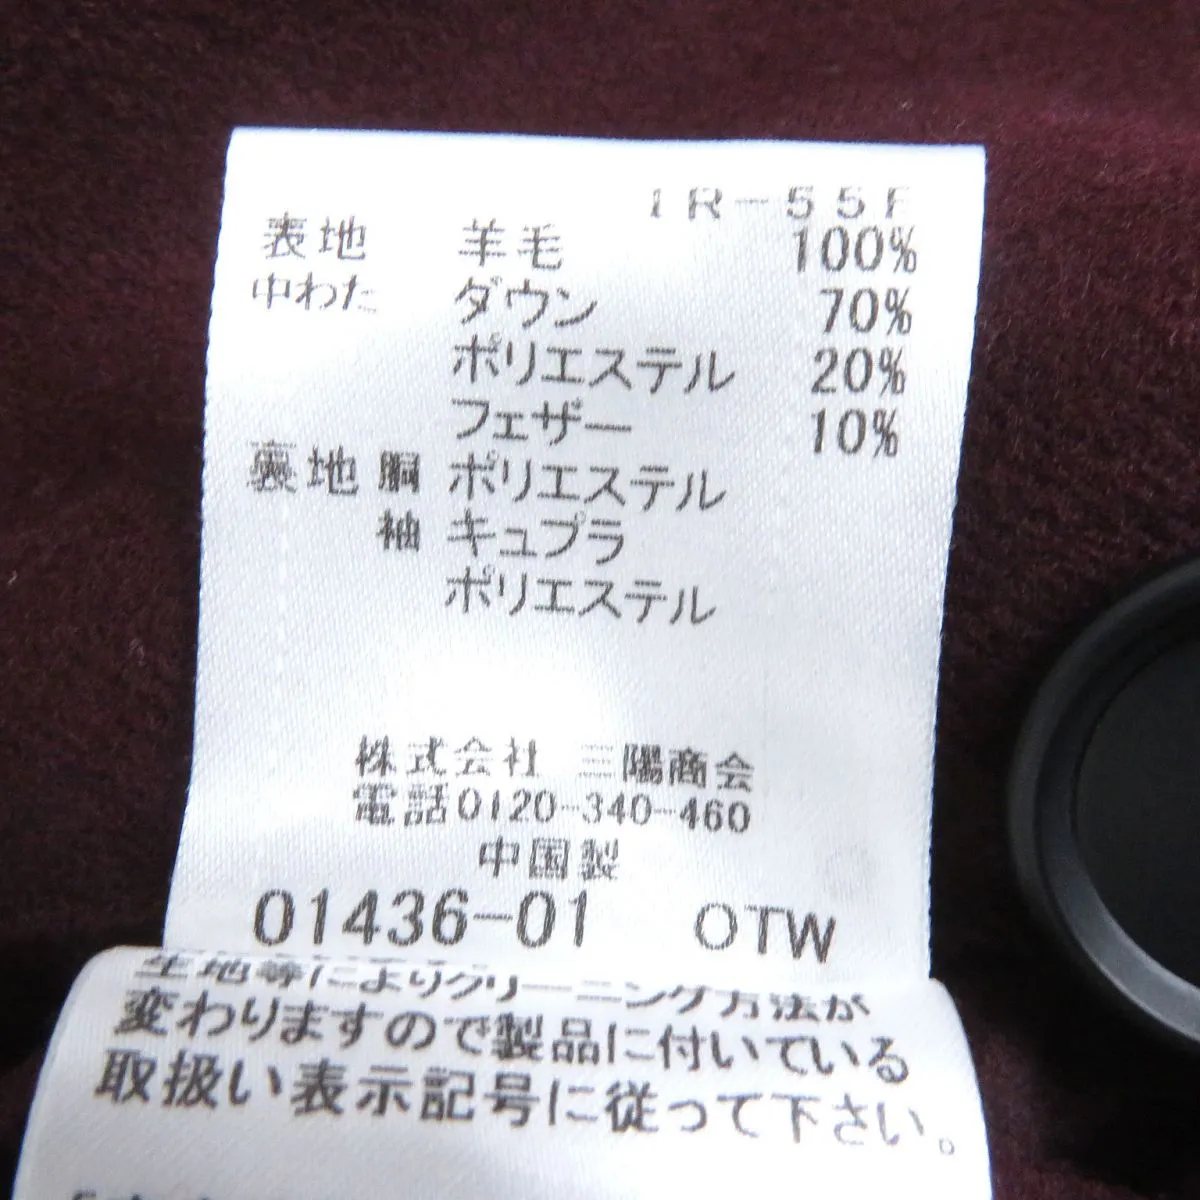 IR-55F
表地 羊毛 100%
中わた ダウン 70%
ポリエステル 20%
フェザー 10%
裏地 胴 ポリエステル
袖 キュプラ
ポリエステル
株式会社 三陽商会
電話0120-340-460
中国製
01436-01 OTW
生地等によりクリーニング方法が
変わりますので製品に付いている
取扱い表示記号に従って下さい。